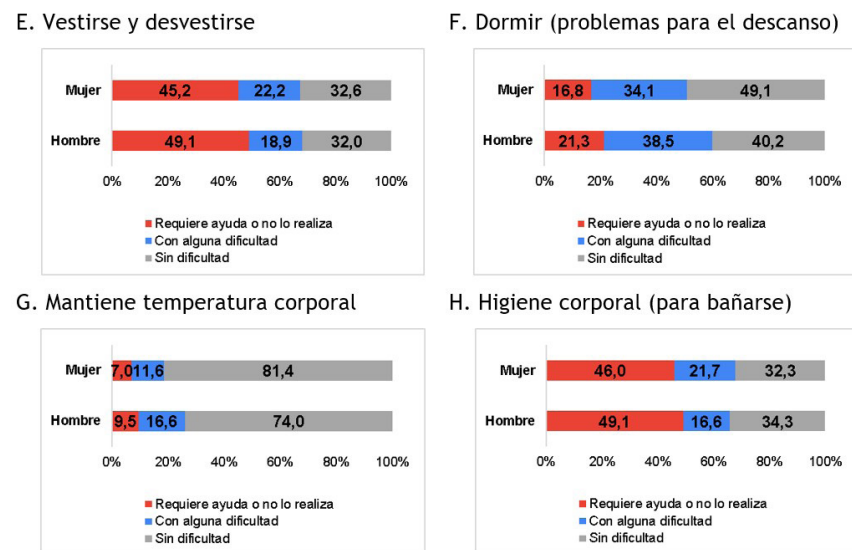 E. Vestirse y desvestirse
Mujer 45,2 22,2 32,6
Hombre 49,1 18,9 32,0
0% 20% 40% 60% 80% 100%
Requiere ayuda o no lo realiza
Con alguna dificultad
Sin dificultad
F. Dormir (problemas para el descanso)
Mujer 16,8 34,1 49,1
Hombre 21,3 38,5 40,2
0% 20% 40% 60% 80% 100%
Requiere ayuda o no lo realiza
Con alguna dificultad
Sin dificultad
G. Mantiene temperatura corporal
Mujer 7,0 11,6 81,4
Hombre 9,5 16,6 74,0
0% 20% 40% 60% 80% 100%
Requiere ayuda o no lo realiza
Con alguna dificultad
Sin dificultad
H. Higiene corporal (para bañarse)
Mujer 46,0 21,7 32,3
Hombre 49,1 16,6 34,3
0% 20% 40% 60% 80% 100%
Requiere ayuda o no lo realiza
Con alguna dificultad
Sin dificultad